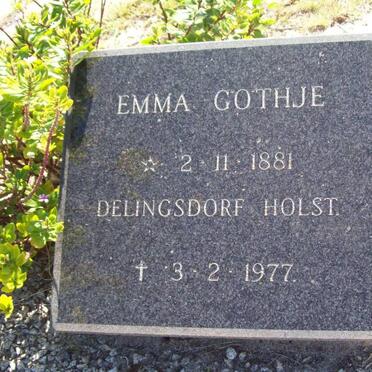 EMMA GOTHJE
☆ 2·11·1881
DELINGSDORF HOLST.
✝ 3·2·1977.